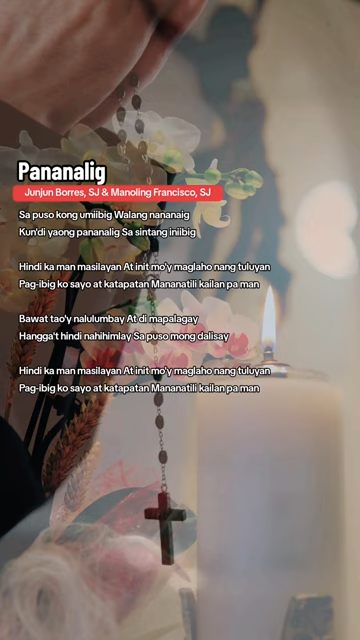 Pananalig
Junjun Borres, SJ & Manoling Francisco, SJ
Sa puso kong umiibig Walang nananaig
Kun'di yaong pananalig Sa sintang iniibig
Hindi ka man masilayan At init mo'y maglaho nang tuluyan
Pag-ibig ko sayo at katapatan Mananatili kailan pa man
Bawat tao'y nalulumbay At di mapalagay
Hangga't hindi nahihimlay Sa puso mong dalisay
Hindi ka man masilayan At init mo'y maglaho nang tuluyan
Pag-ibig ko sayo at katapatan Mananatili kailan pa man